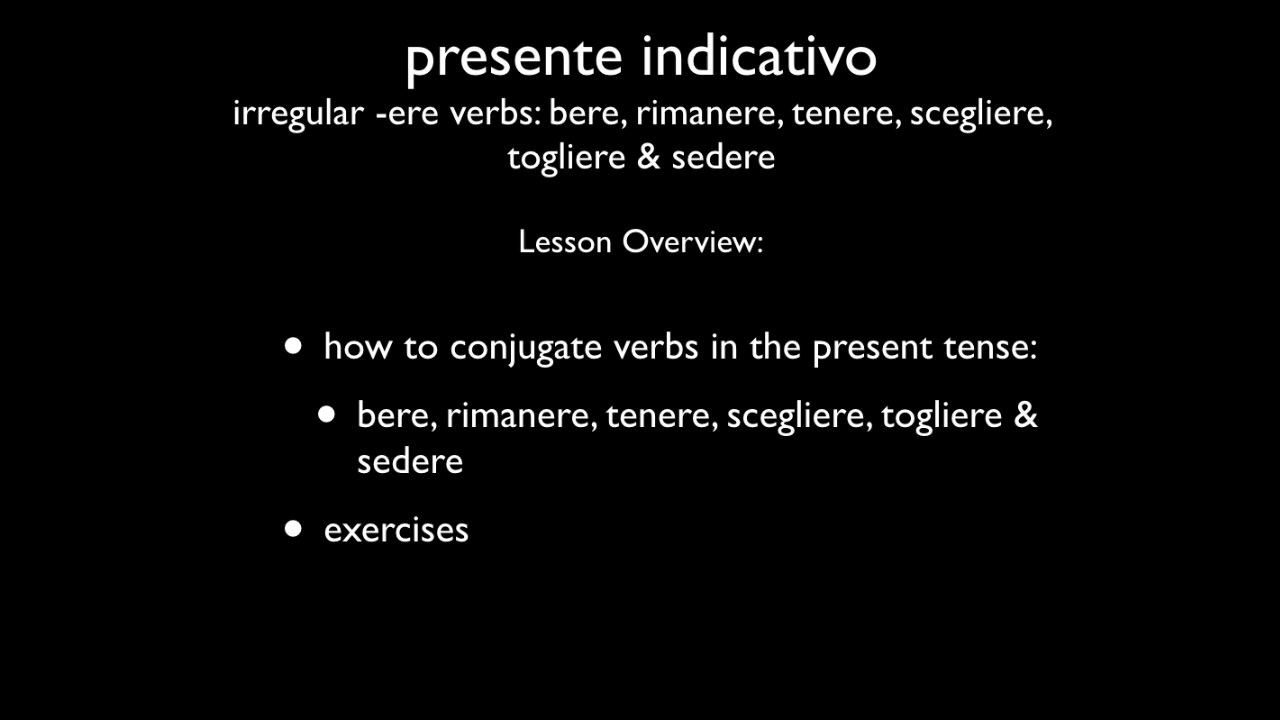 presente indicativo
irregular -ere verbs: bere, rimanere, tenere, scegliere,
togliere & sedere
Lesson Overview:
• how to conjugate verbs in the present tense:
• bere, rimanere, tenere, scegliere, togliere &
sedere
• exercises